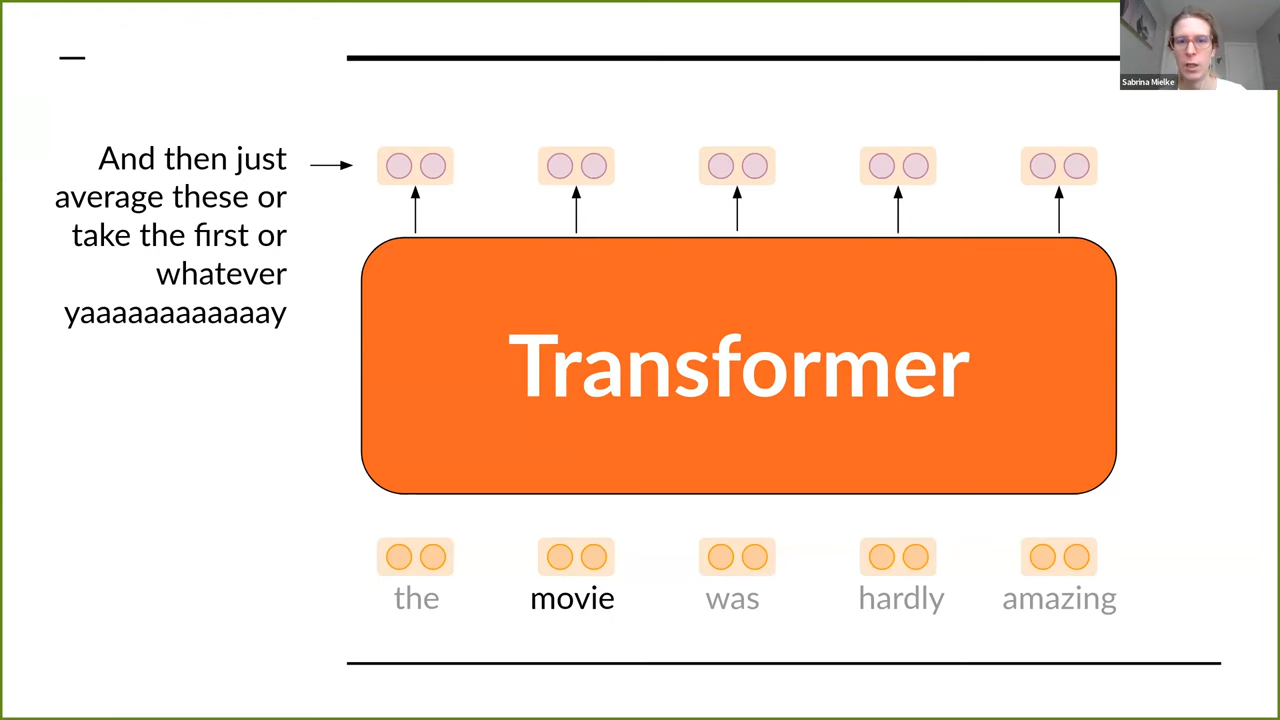 Sabrina Mielke
And then just
average these or
take the first or
whatever
yaaaaaaaaaaaay
Transformer
the movie was hardly amazing